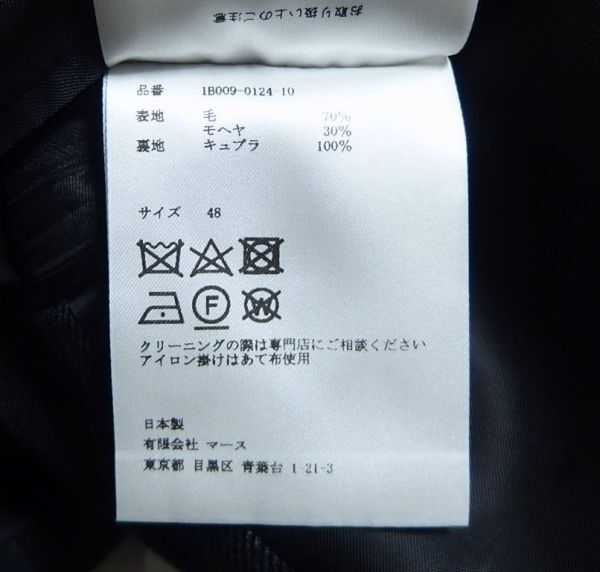 お取り扱い上のご注意
品番 1B009-0124-10
表地 毛 70%
モヘヤ 30%
裏地 キュプラ 100%
サイズ 48
F
W
クリーニングの際は専門店にご相談ください
アイロン掛けはあて布使用
日本製
有限会社 マース
東京都 目黒区 青葉台 1-21-3